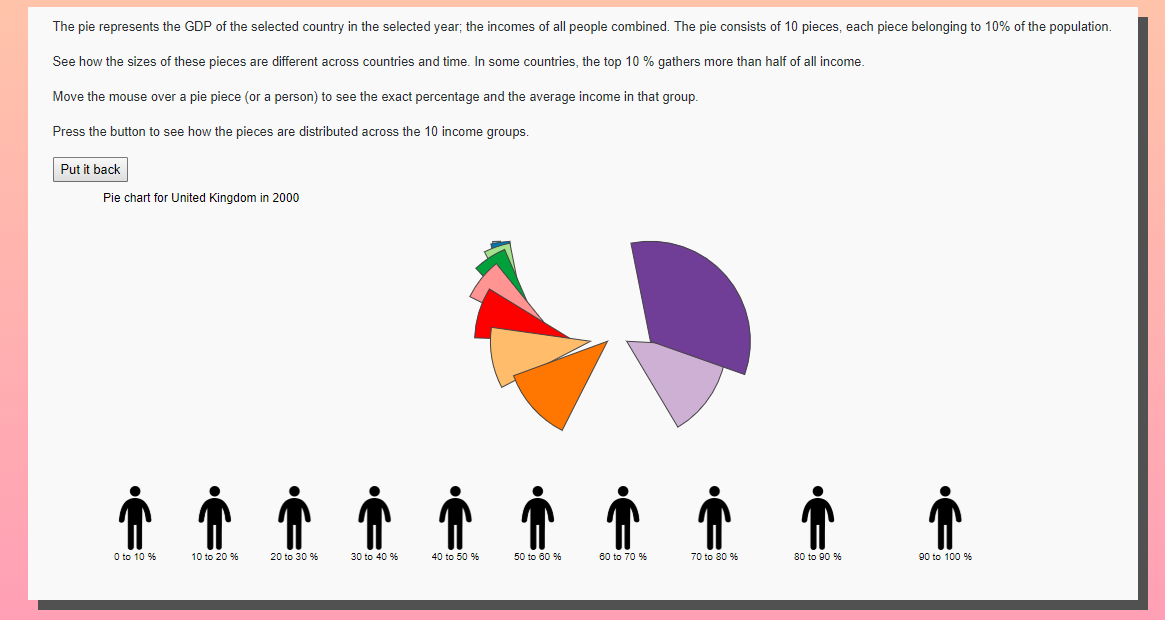 The pie represents the GDP of the selected country in the selected year; the incomes of all people combined. The pie consists of 10 pieces, each piece belonging to 10% of the population.
See how the sizes of these pieces are different across countries and time. In some countries, the top 10 % gathers more than half of all income.
Move the mouse over a pie piece (or a person) to see the exact percentage and the average income in that group.
Press the button to see how the pieces are distributed across the 10 income groups.
Put it back
Pie chart for United Kingdom in 2000
0 to 10 % 10 to 20 % 20 to 30 % 30 to 40 % 40 to 50 % 50 to 60 % 60 to 70 % 70 to 80 % 80 to 90 % 90 to 100 %